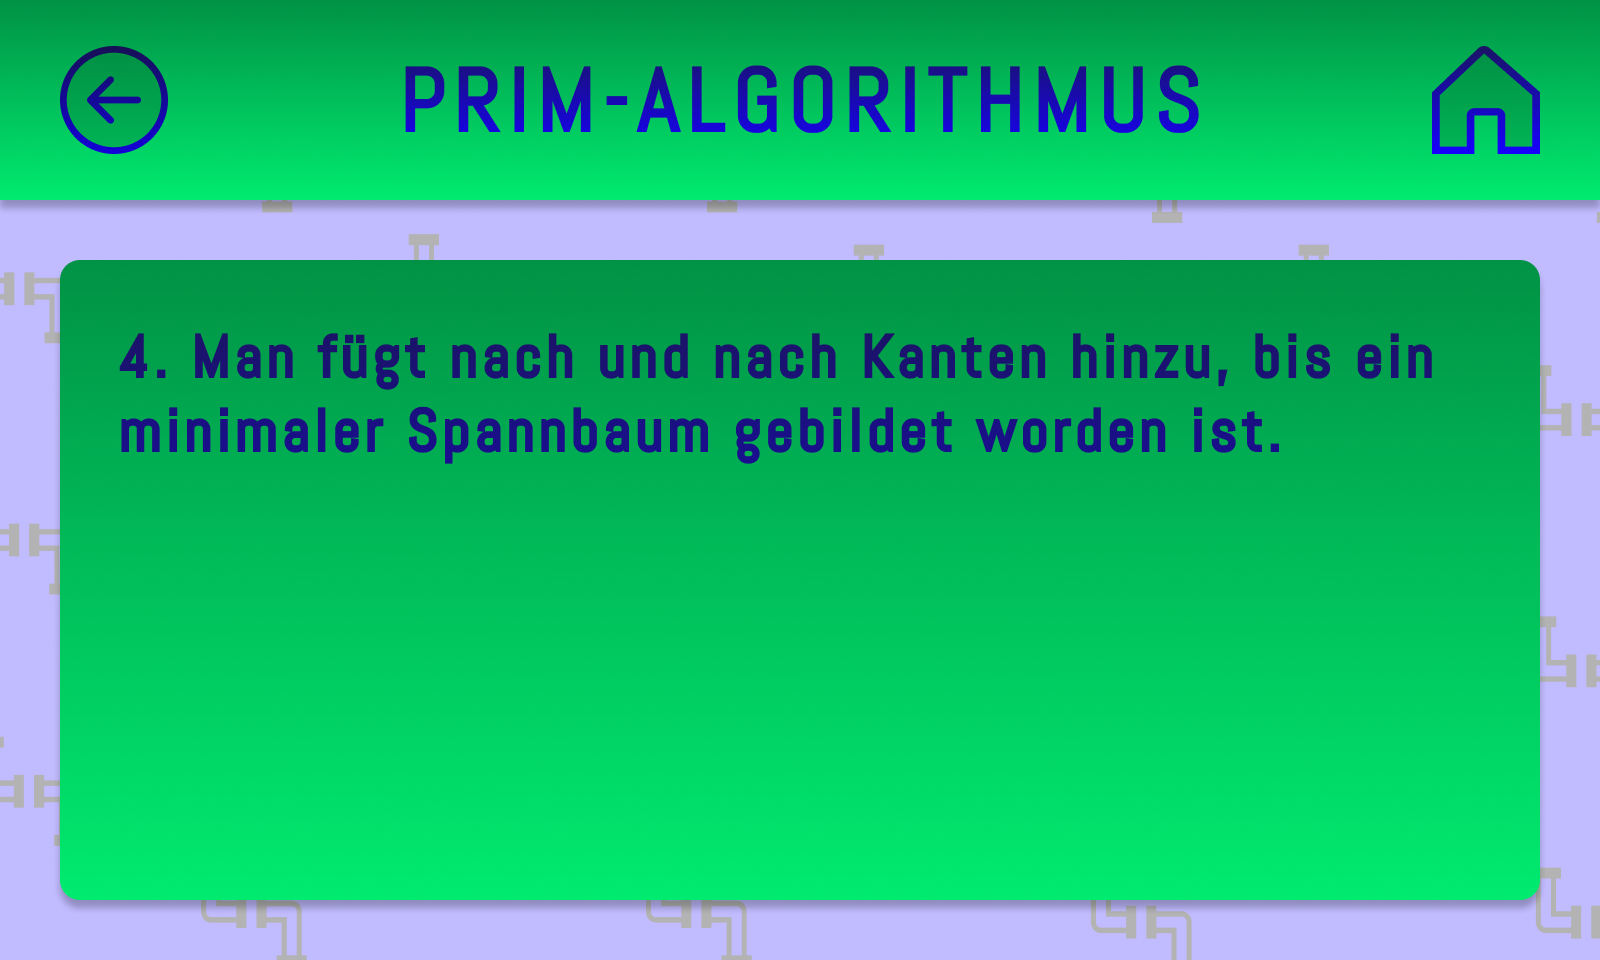 PRIM-ALGORITHMUS
4. Man fügt nach und nach Kanten hinzu, bis ein
minimaler Spannbaum gebildet worden ist.